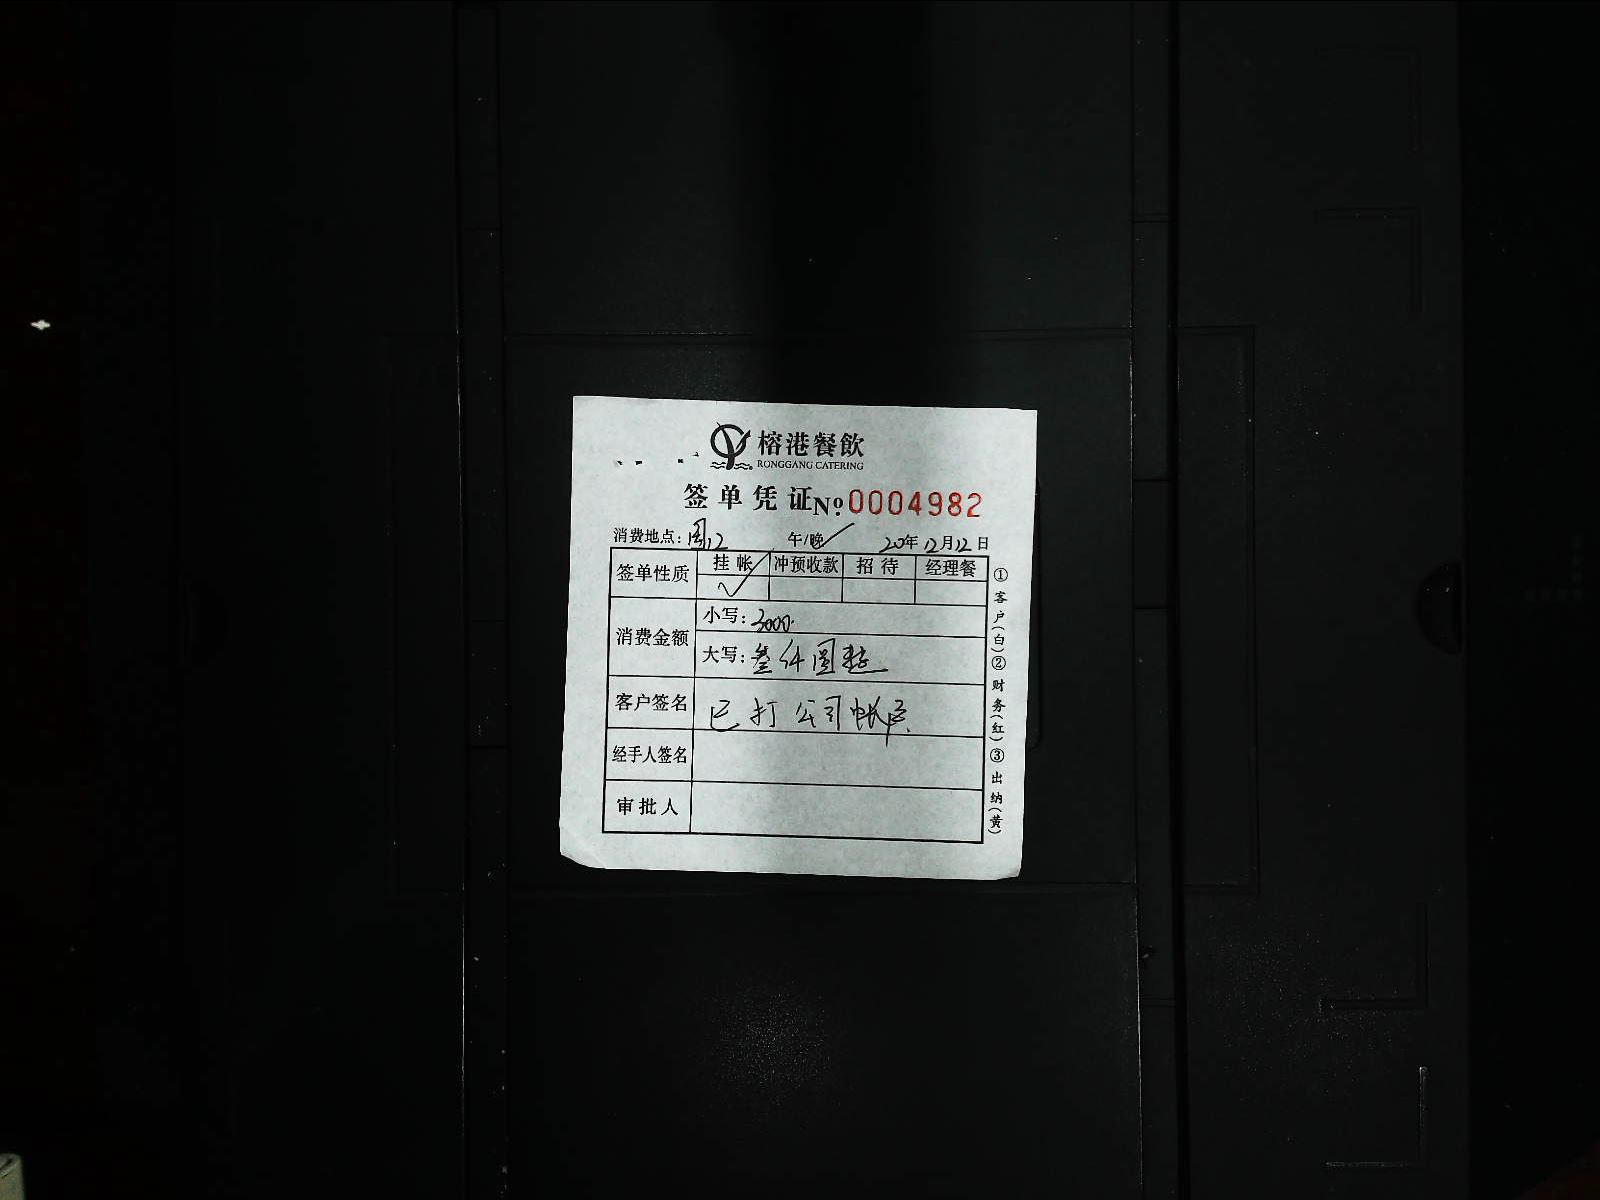 榕港餐飲
RONGGANG CATERING
签单凭证 Nº 0004982
消费地点: 周12 午/晚 2020年12月12日
签单性质 挂帐 冲预收款 招待 经理餐
✓
消费金额 小写: 3000.
大写: 叁仟圆整
客户签名 已打公司帐户.
经手人签名
审批人
①客户(白)②财务(红)③出纳(黄)